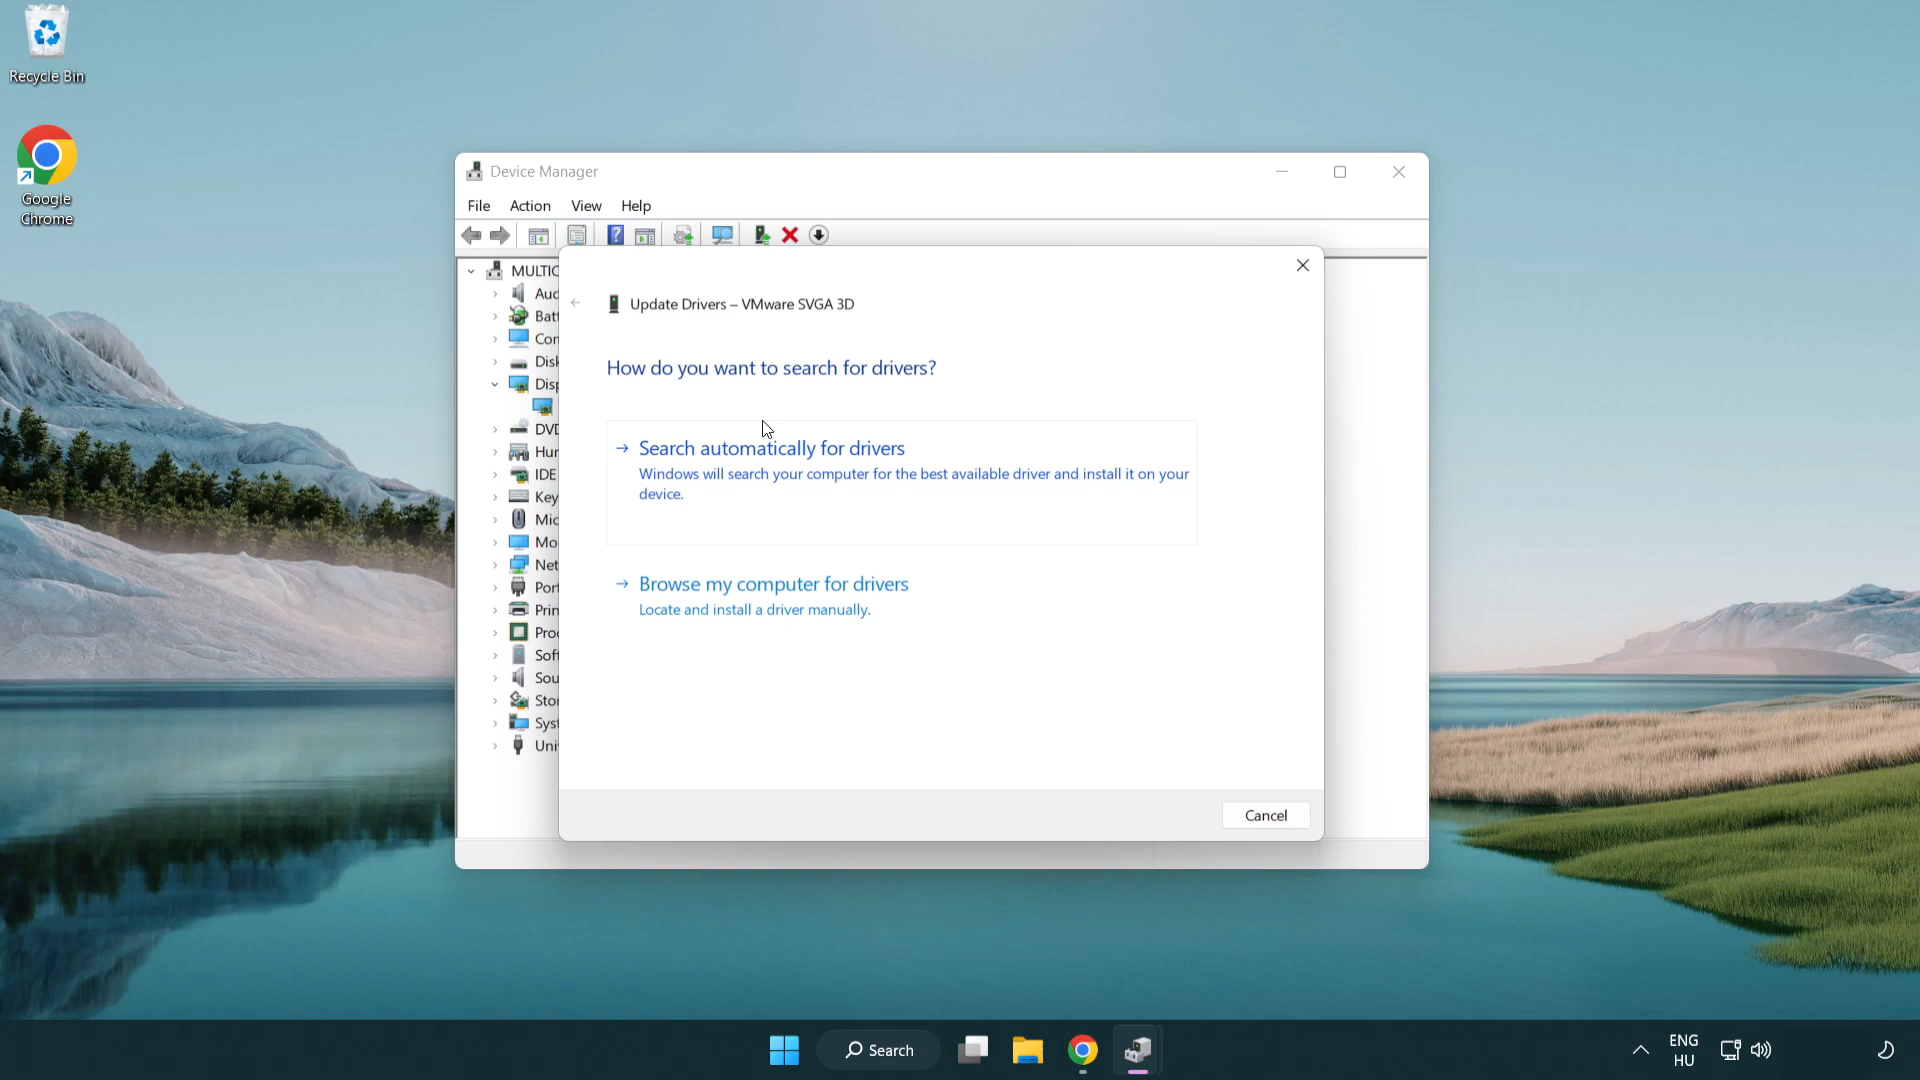 Recycle Bin
Google
Chrome
Device Manager
File Action View Help
MULTIC
Aud
Batt
Con
Disk
Disp
DVD
Hur
IDE
Key
Mic
Mo
Net
Port
Prin
Proc
Soft
Sou
Stor
Syst
Uni
Update Drivers – VMware SVGA 3D
How do you want to search for drivers?
Search automatically for drivers
Windows will search your computer for the best available driver and install it on your
device.
Browse my computer for drivers
Locate and install a driver manually.
Cancel
Search
ENG
HU